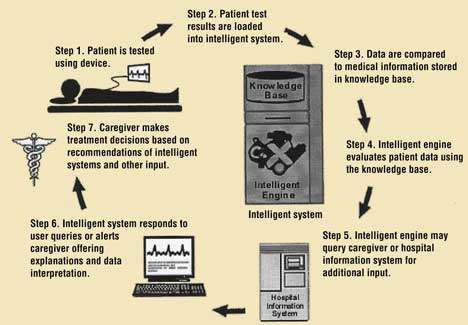 Step 2. Patient test
results are loaded
into intelligent system.
Step 1. Patient is tested
using device.
Step 3. Data are compared
to medical information stored
in knowledge base.
Knowledge
Base
Step 7. Caregiver makes
treatment decisions based on
recommendations of intelligent
systems and other input.
Step 4. Intelligent engine
evaluates patient data using
the knowledge base.
Intelligent
Engine
Intelligent system
Step 6. Intelligent system responds to
user queries or alerts
caregiver offering
explanations and data
interpretation.
Step 5. Intelligent engine may
query caregiver or hospital
information system for
additional input.
Hospital
Information
System